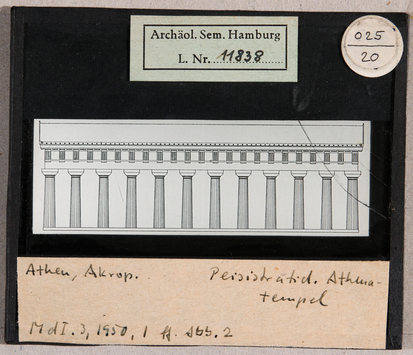 Archäol. Sem. Hamburg
L. Nr. 11838
025
20
Athen, Akrop.
Peisistratid. Athena-
tempel
MdI. 3, 1950, 1 ff. Abb. 2